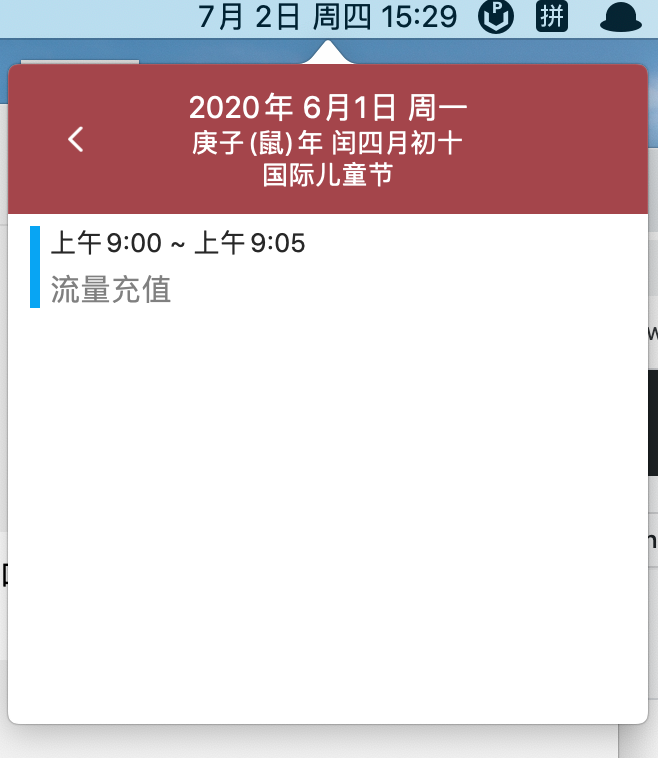 7月 2日 周四 15:29 P 拼
2020年 6月1日 周一
庚子(鼠)年 闰四月初十
国际儿童节
上午9:00 ~ 上午9:05
流量充值